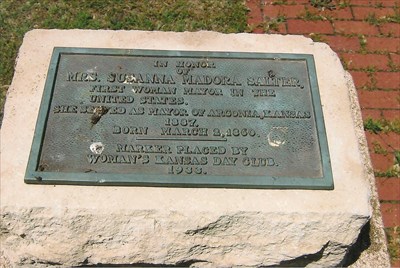 IN HONOR
OF
MRS. SUSANNA MADORA SALTER,
FIRST WOMAN MAYOR IN THE
UNITED STATES.
SHE SERVED AS MAYOR OF ARGONIA, KANSAS
1887.
BORN MARCH 2, 1860.
MARKER PLACED BY
WOMAN'S KANSAS DAY CLUB.
1933.